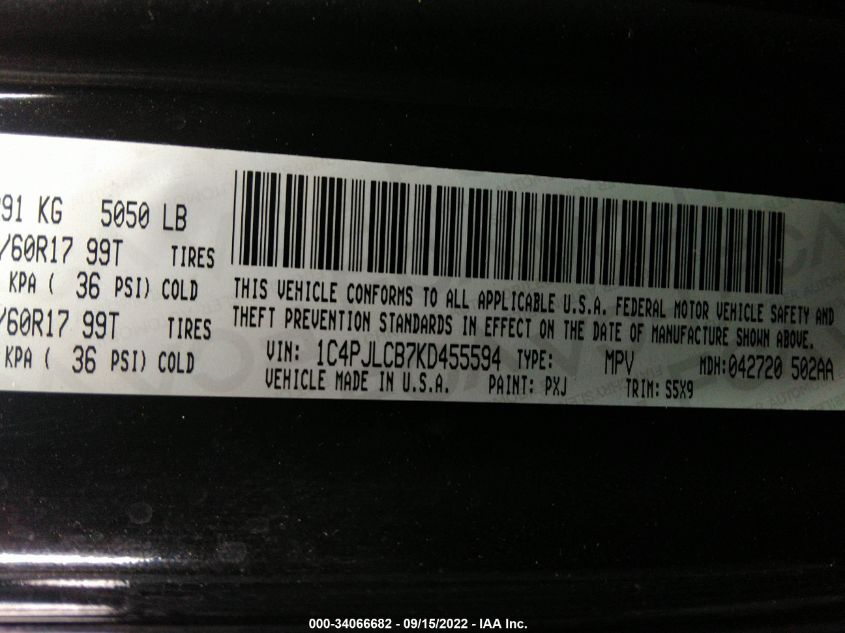 91 KG 5050 LB
/60R17 99T TIRES
KPA ( 36 PSI) COLD
/60R17 99T TIRES
KPA ( 36 PSI) COLD
THIS VEHICLE CONFORMS TO ALL APPLICABLE U.S.A. FEDERAL MOTOR VEHICLE SAFETY AND
THEFT PREVENTION STANDARDS IN EFFECT ON THE DATE OF MANUFACTURE SHOWN ABOVE.
VIN: 1C4PJLCB7KD455594 TYPE: MPV MDH:042720 502AA
VEHICLE MADE IN U.S.A. PAINT: PXJ TRIM: S5X9
000-34066682 - 09/15/2022 - IAA Inc.